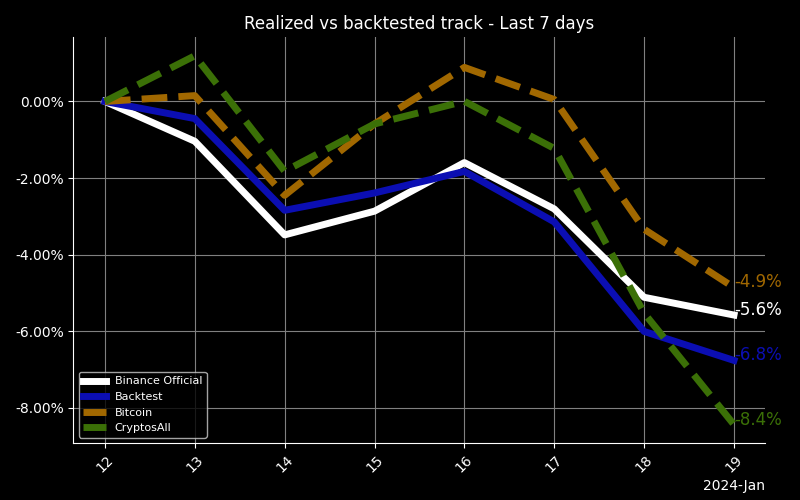 Realized vs backtested track - Last 7 days
0.00%
-2.00%
-4.00%
-6.00%
-8.00%
-4.9%
-5.6%
-6.8%
-8.4%
Binance Official
Backtest
Bitcoin
CryptosAll
12
13
14
15
16
17
18
19
2024-Jan